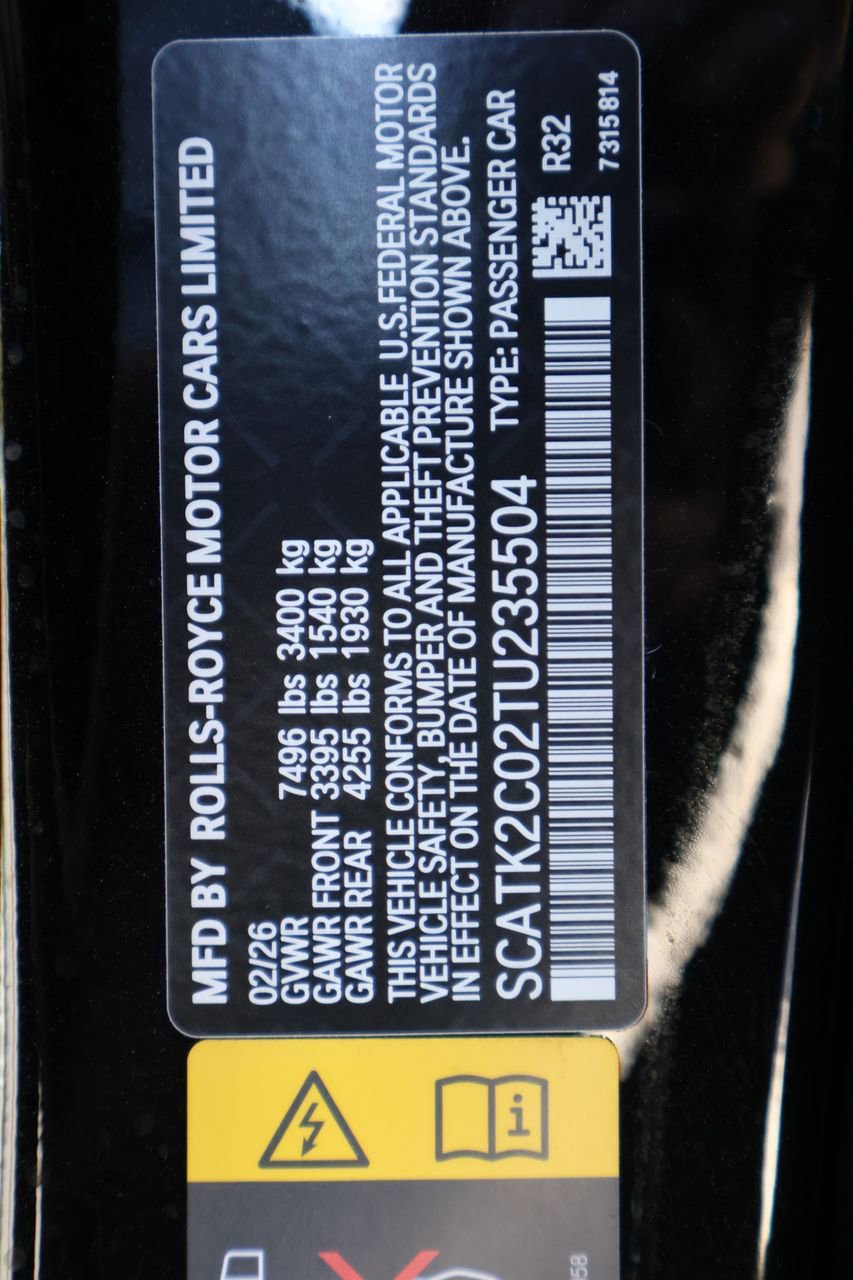 MFD BY ROLLS-ROYCE MOTOR CARS LIMITED
02/26
GVWR 7496 lbs 3400 kg
GAWR FRONT 3395 lbs 1540 kg
GAWR REAR 4255 lbs 1930 kg
THIS VEHICLE CONFORMS TO ALL APPLICABLE U.S.FEDERAL MOTOR
VEHICLE SAFETY, BUMPER AND THEFT PREVENTION STANDARDS
IN EFFECT ON THE DATE OF MANUFACTURE SHOWN ABOVE.
SCATK2C02TU235504 TYPE: PASSENGER CAR
R32
7315814